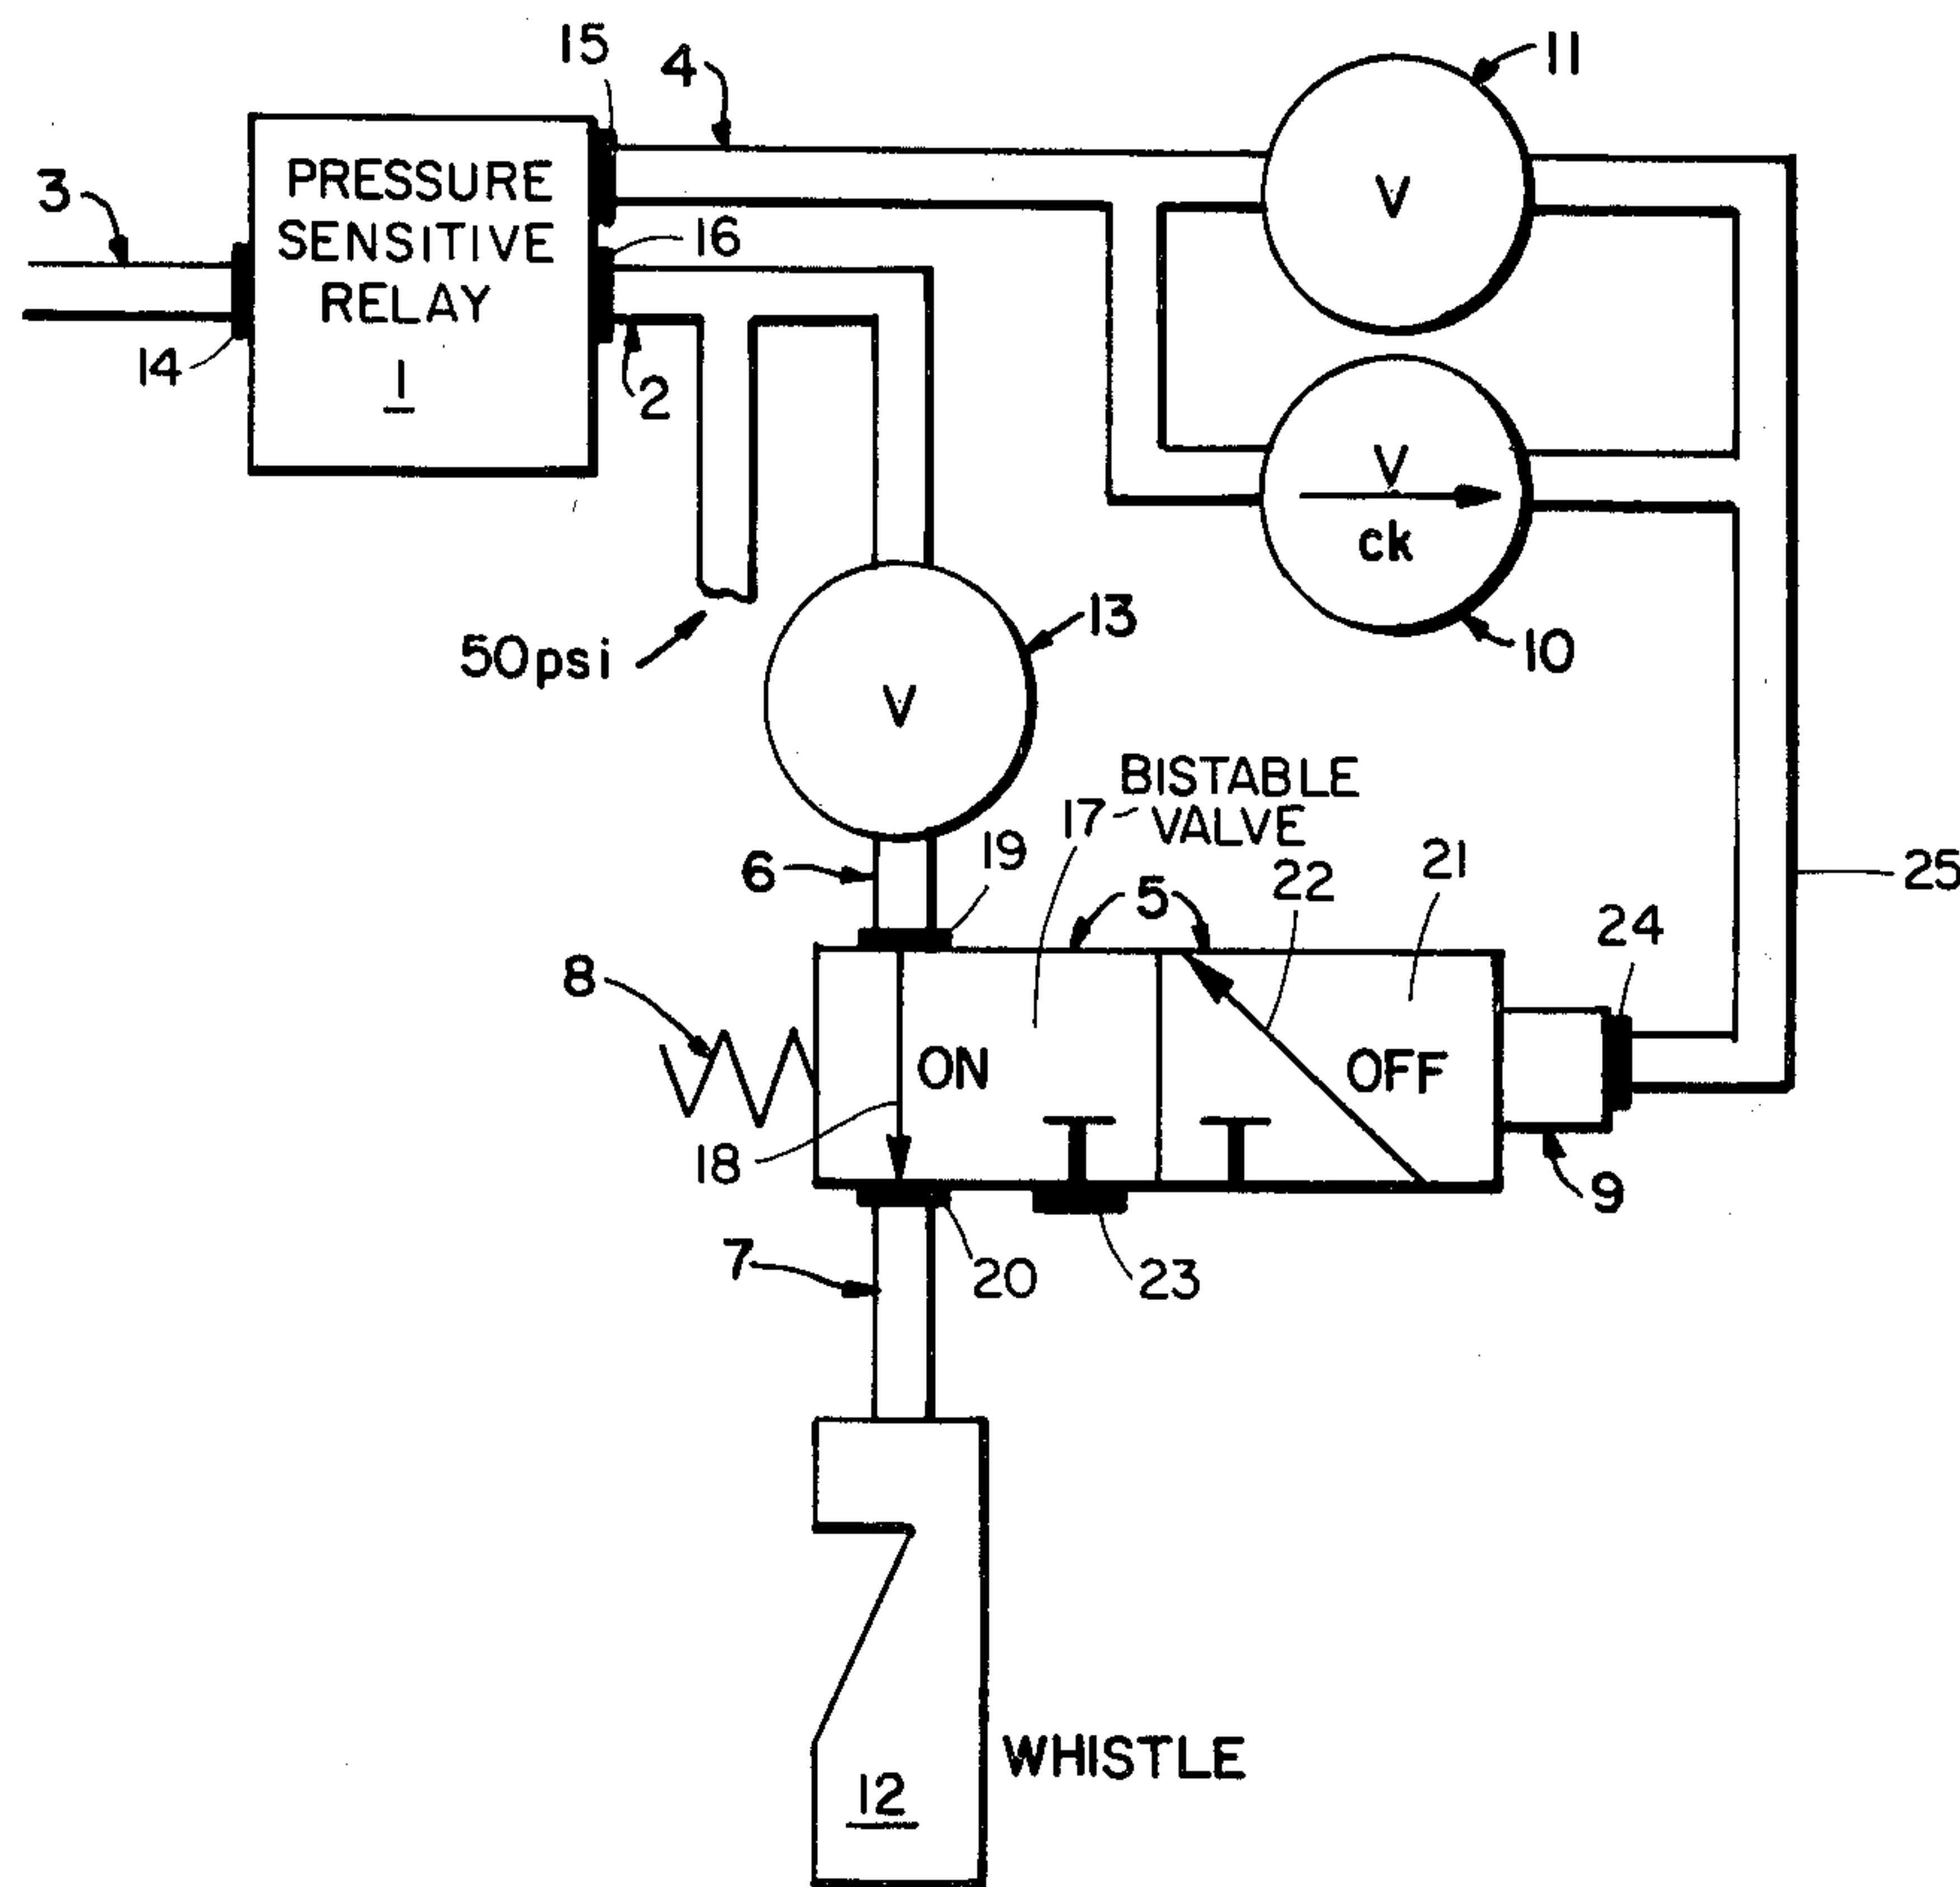 15
4
11
3
PRESSURE
SENSITIVE
RELAY
1
16
V
14
2
V
ck
50psi
13
10
V
BISTABLE
17 VALVE
6
19
5
22
21
25
24
8
ON
OFF
18
9
7
20
23
WHISTLE
12